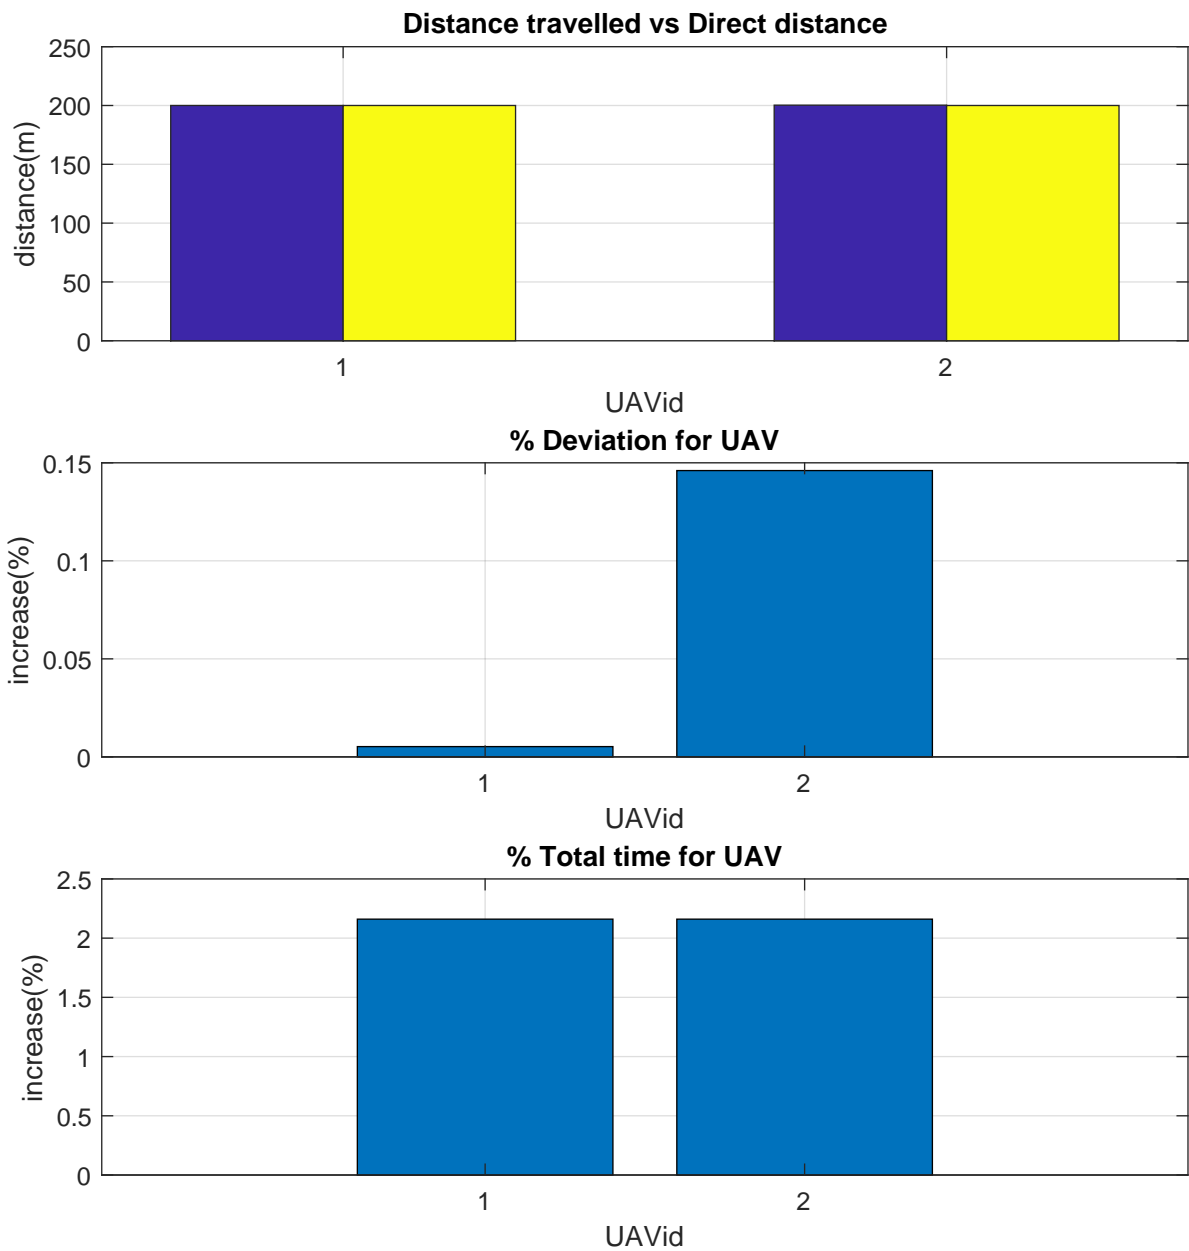 Distance travelled vs Direct distance
250
200
150
100
50
0
distance(m)
1 2
UAVid
% Deviation for UAV
0.15
0.1
0.05
0
increase(%)
1 2
UAVid
% Total time for UAV
2.5
2
1.5
1
0.5
0
increase(%)
1 2
UAVid